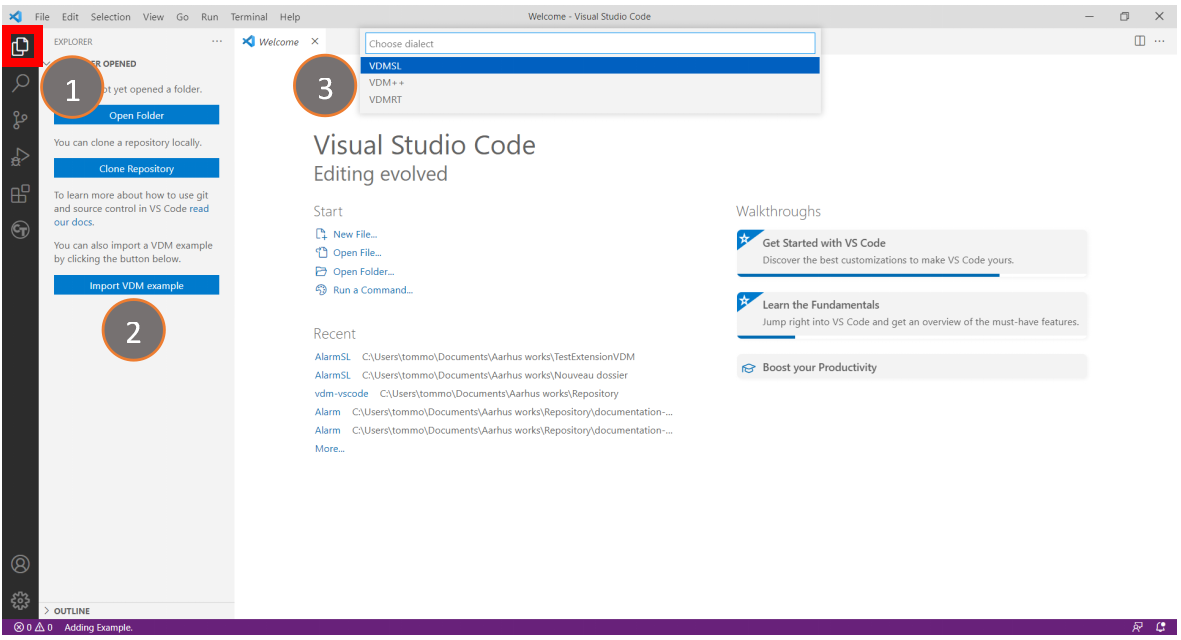 File Edit Selection View Go Run Terminal Help
Welcome - Visual Studio Code
EXPLORER
Welcome
Choose dialect
VDMSL
VDM++
VDMRT
R OPENED
1
3
ot yet opened a folder.
Open Folder
You can clone a repository locally.
Clone Repository
To learn more about how to use git
and source control in VS Code read
our docs.
You can also import a VDM example
by clicking the button below.
Import VDM example
2
Visual Studio Code
Editing evolved
Start
New File...
Open File...
Open Folder...
Run a Command...
Recent
AlarmSL C:\Users\tommo\Documents\Aarhus works\TestExtensionVDM
AlarmSL C:\Users\tommo\Documents\Aarhus works\Nouveau dossier
vdm-vscode C:\Users\tommo\Documents\Aarhus works\Repository
Alarm C:\Users\tommo\Documents\Aarhus works\Repository\documentation-...
Alarm C:\Users\tommo\Documents\Aarhus works\Repository\documentation-...
More...
Walkthroughs
Get Started with VS Code
Discover the best customizations to make VS Code yours.
Learn the Fundamentals
Jump right into VS Code and get an overview of the must-have features.
Boost your Productivity
CT
OUTLINE
0 0 Adding Example.